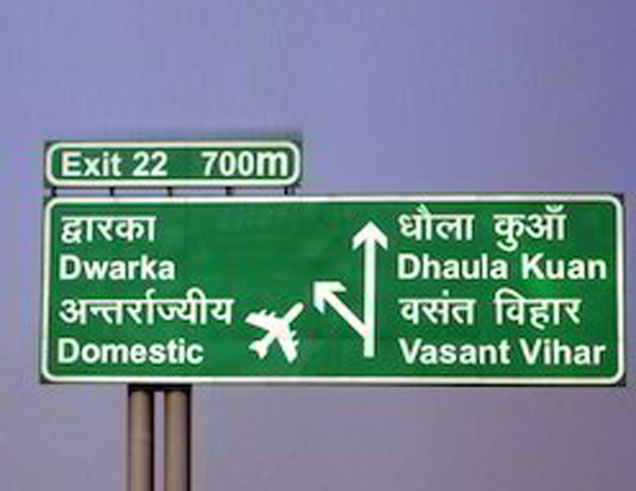 Exit 22 700m
द्वारका
Dwarka
अन्तर्राज्यीय
Domestic
धौला कुआँ
Dhaula Kuan
वसंत विहार
Vasant Vihar